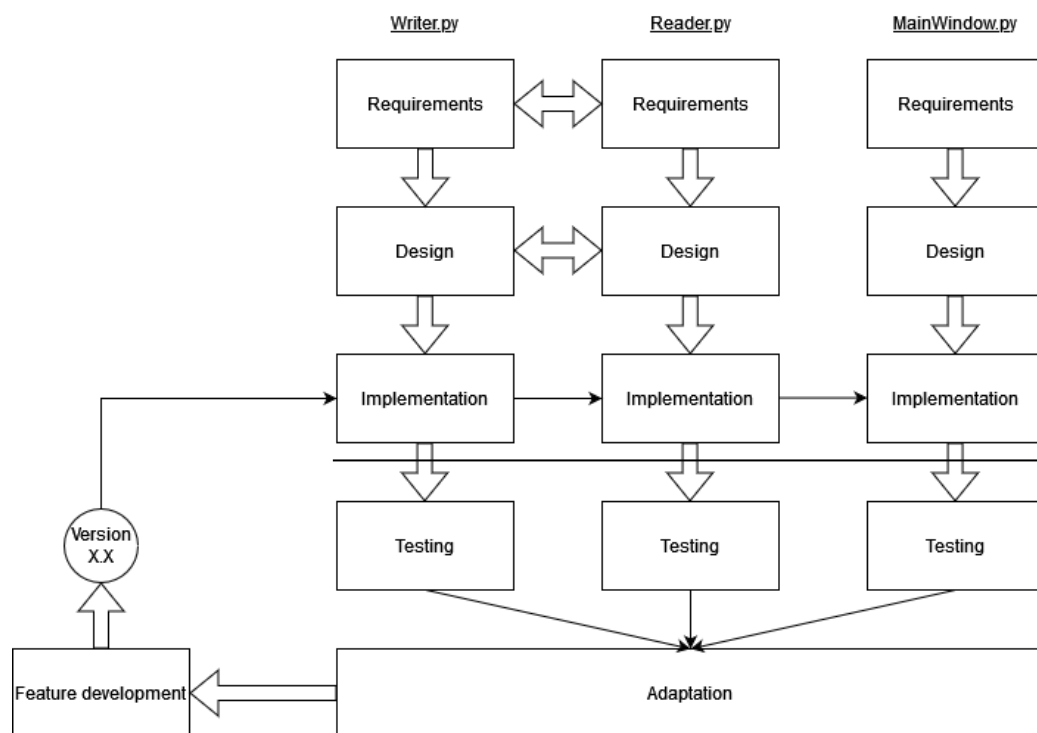 Writer.py Reader.py MainWindow.py
Requirements Requirements Requirements
Design Design Design
Implementation Implementation Implementation
Version
X.X
Testing Testing Testing
Feature development Adaptation